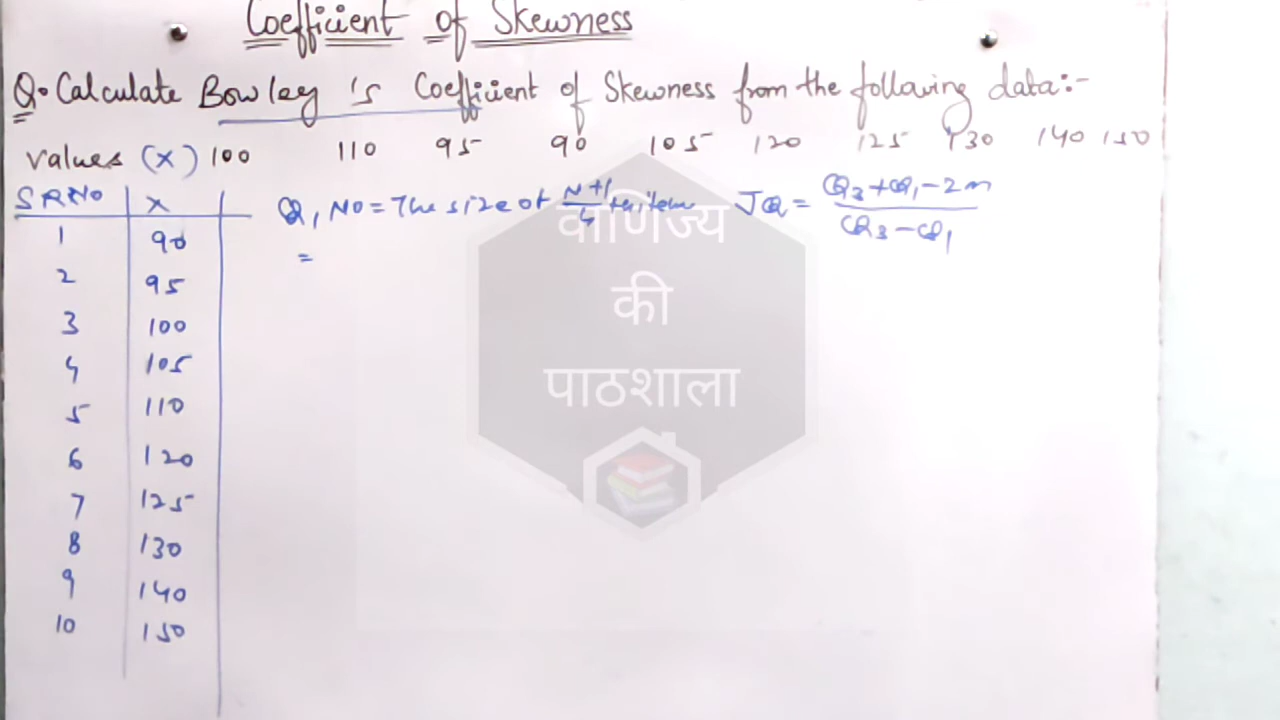 Coefficient of Skewness
Q. Calculate Bowley's Coefficient of Skewness from the following data:-
Values (X) 100 110 95 90 105 120 125 130 140 150
SR No X
1 90
2 95
3 100
4 105
5 110
6 120
7 125
8 130
9 140
10 150
Q₁ No = The size of N+1/4 th item
=
JQ = Q₃+Q₁-2m / Q₃-Q₁
वाणिज्य
की
पाठशाला